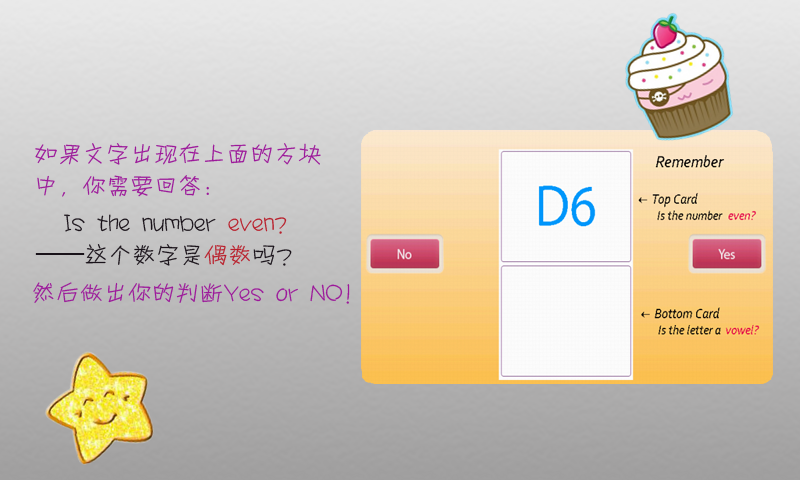 如果文字出现在上面的方块
中，你需要回答：
Is the number even?
——这个数字是偶数吗?
然后做出你的判断Yes or NO!
Remember
D6
← Top Card
Is the number even?
No
Yes
← Bottom Card
Is the letter a vowel?